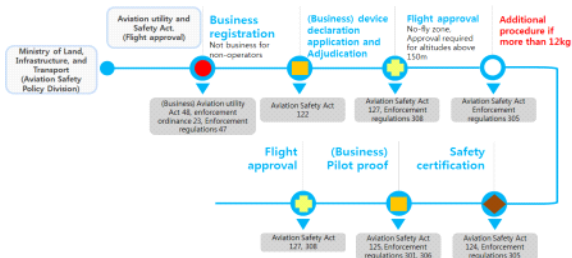 Aviation utility and
Safety Act.
(Flight approval)
Ministry of Land,
Infrastructure, and
Transport
(Aviation Safety
Policy Division)
Business
registration
Not business for
non-operators
(Business) device
declaration
application and
Adjudication
Flight approval
No-fly zone,
Approval required
for altitudes above
150m
Additional
procedure if
more than 12kg
(Business) Aviation utility
Act 48, enforcement
ordinance 23, Enforcement
regulations 47
Aviation Safety Act
122
Aviation Safety Act
127, Enforcement
regulations 308
Aviation Safety Act
Enforcement
regulations 305
Flight
approval
(Business)
Pilot proof
Safety
certification
Aviation Safety Act
127, 308
Aviation Safety Act
125, Enforcement
regulations 301, 306
Aviation Safety Act
124, Enforcement
regulations 305